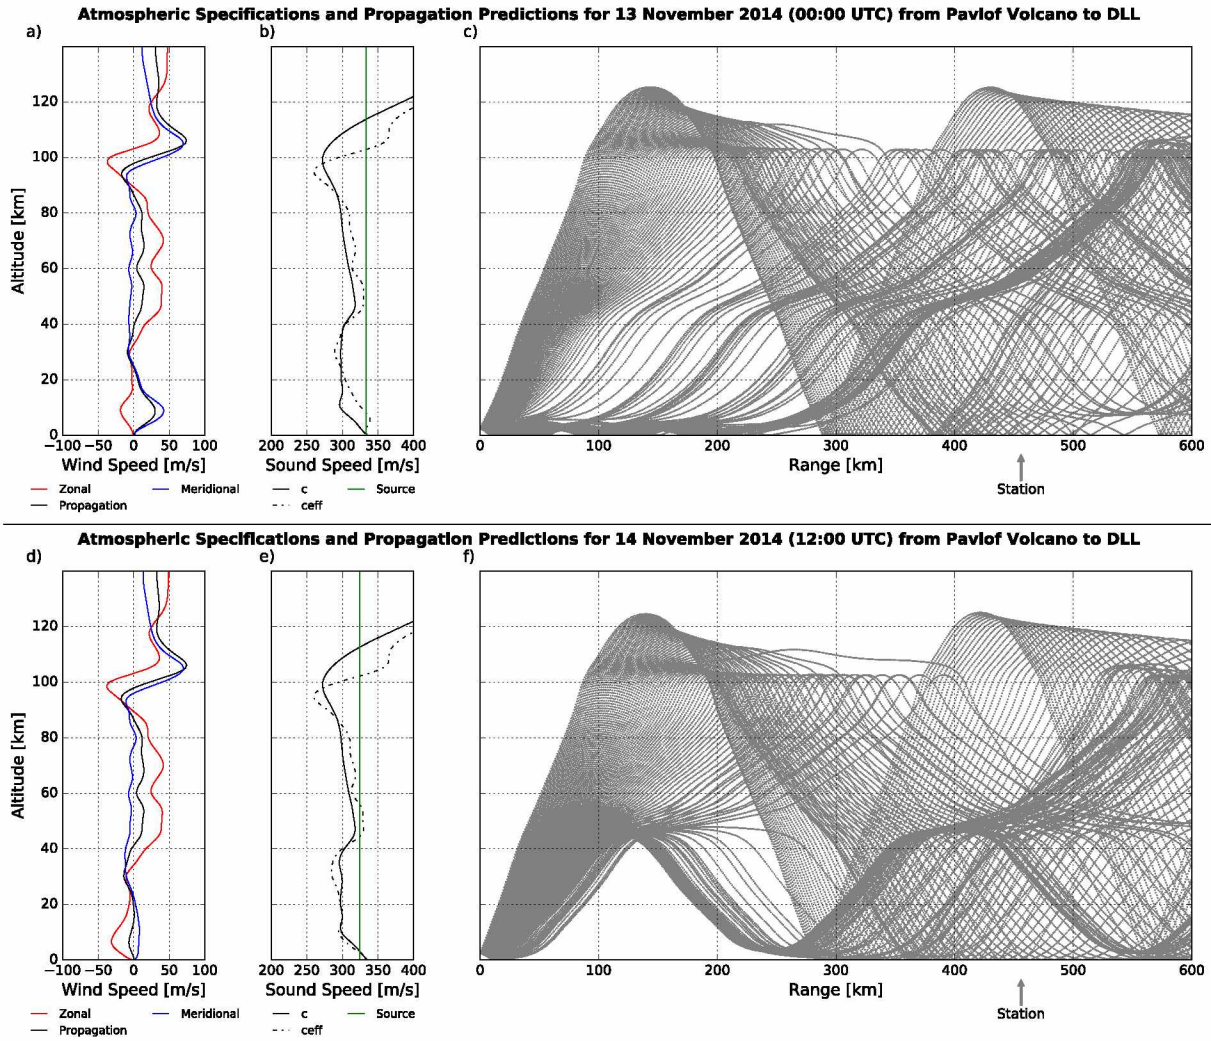 Atmospheric Specifications and Propagation Predictions for 13 November 2014 (00:00 UTC) from Pavlof Volcano to DLL
a)
b)
c)
Altitude [km]
120
100
80
60
40
20
0
−100 −50 0 50 100
200 250 300 350 400
0 100 200 300 400 500 600
Wind Speed [m/s]
Sound Speed [m/s]
Range [km]
Station
Zonal
Meridional
Propagation
c
Source
ceff
Atmospheric Specifications and Propagation Predictions for 14 November 2014 (12:00 UTC) from Pavlof Volcano to DLL
d)
e)
f)
Altitude [km]
120
100
80
60
40
20
0
−100 −50 0 50 100
200 250 300 350 400
0 100 200 300 400 500 600
Wind Speed [m/s]
Sound Speed [m/s]
Range [km]
Station
Zonal
Meridional
Propagation
c
Source
ceff